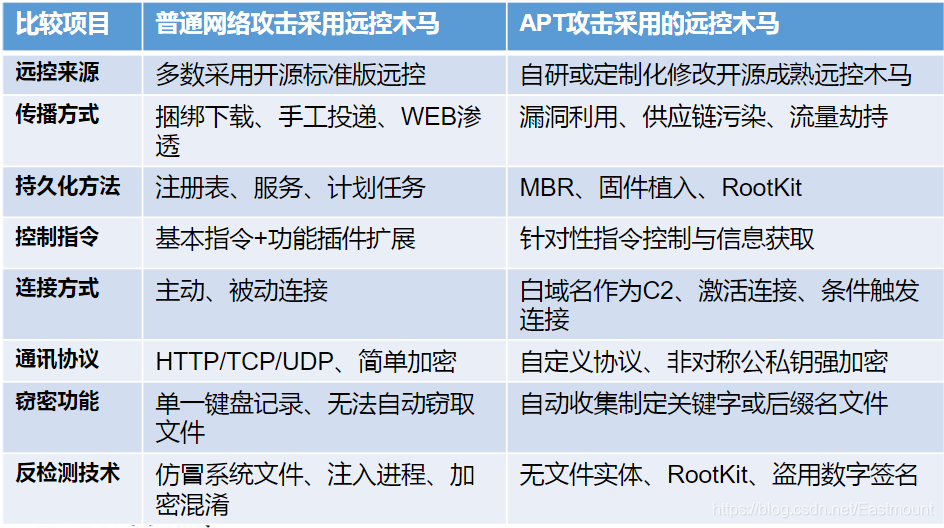 比较项目 普通网络攻击采用远控木马 APT攻击采用的远控木马
远控来源 多数采用开源标准版远控 自研或定制化修改开源成熟远控木马
传播方式 捆绑下载、手工投递、WEB渗 漏洞利用、供应链污染、流量劫持
透
持久化方法 注册表、服务、计划任务 MBR、固件植入、RootKit
控制指令 基本指令+功能插件扩展 针对性指令控制与信息获取
连接方式 主动、被动连接 白域名作为C2、激活连接、条件触发
连接
通讯协议 HTTP/TCP/UDP、简单加密 自定义协议、非对称公私钥强加密
窃密功能 单一键盘记录、无法自动窃取 自动收集制定关键字或后缀名文件
文件
反检测技术 仿冒系统文件、注入进程、加 无文件实体、RootKit、盗用数字签名
密混淆
https://blog.csdn.net/Eastmount